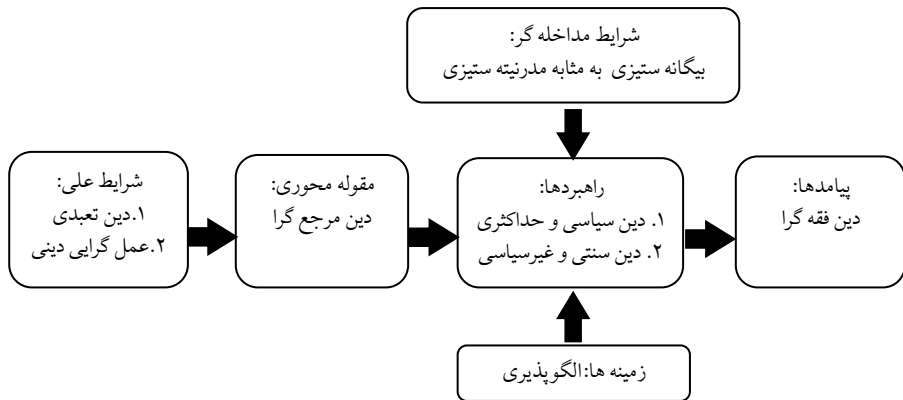 شرایط مداخله گر:
بیگانه ستیزی به مثابه مدرنیته ستیزی
شرایط علی:
۱.دین تعبدی
۲.عمل گرایی دینی
مقوله محوری:
دین مرجع گرا
راهبردها:
۱. دین سیاسی و حداکثری
۲. دین سنتی و غیرسیاسی
پیامدها:
دین فقه گرا
زمینه ها:الگوپذیری